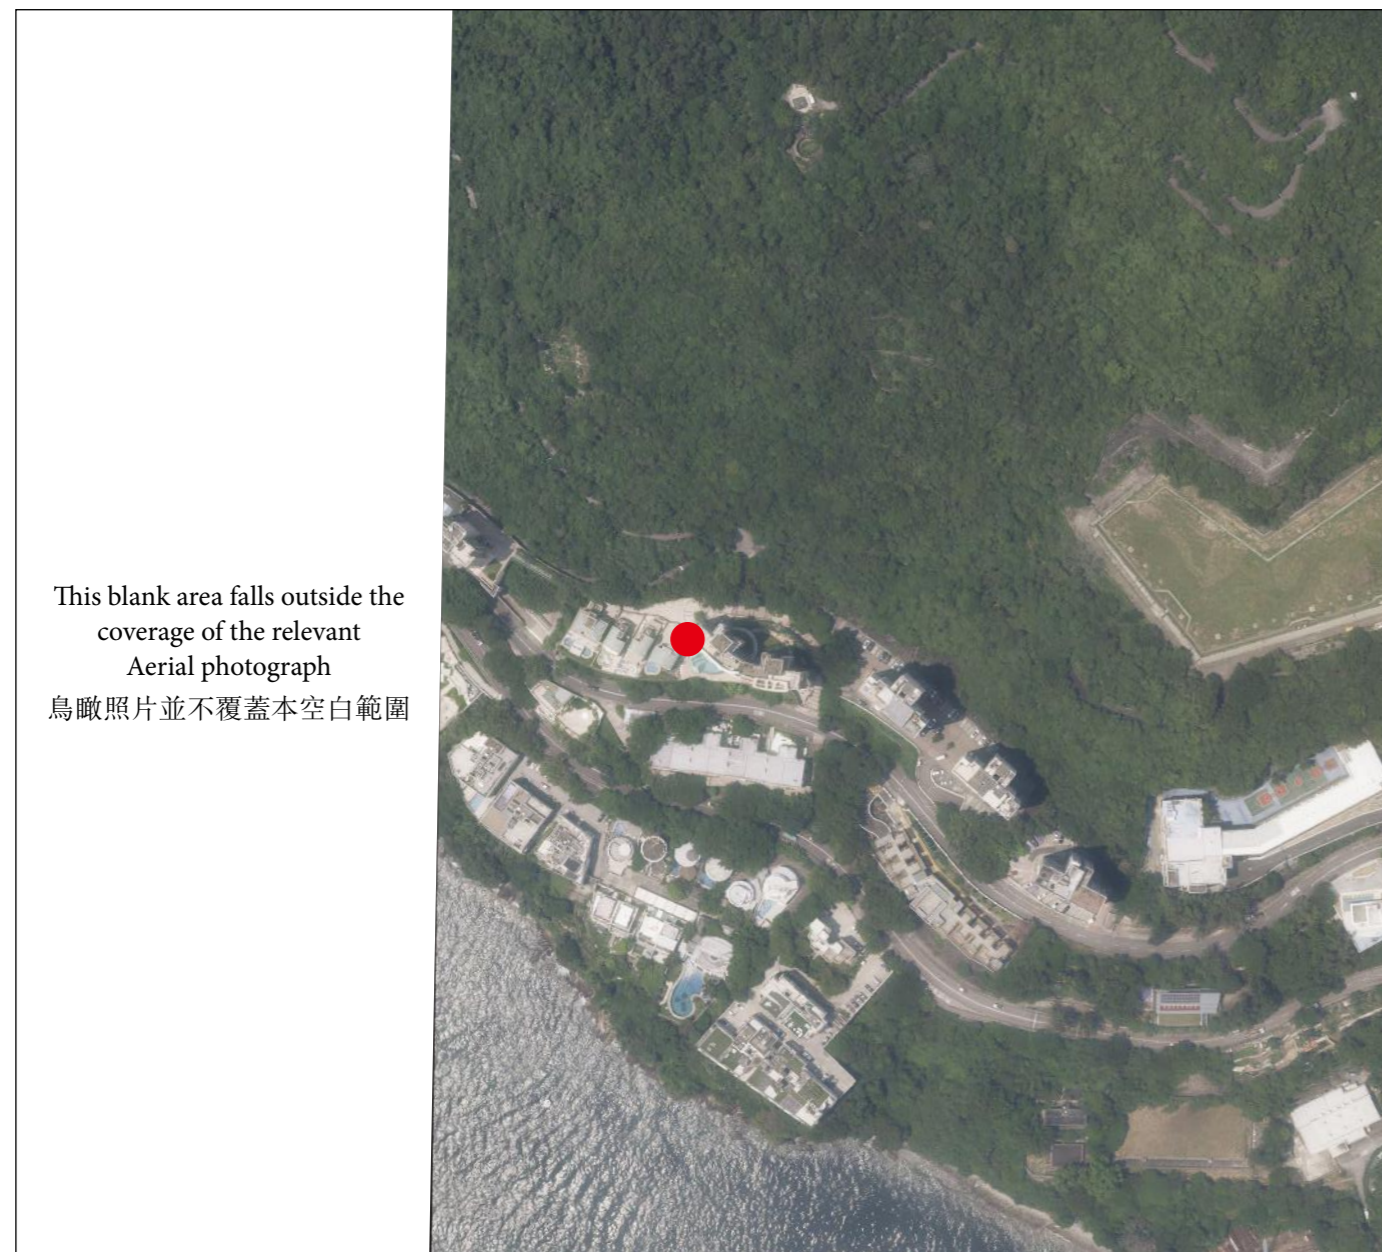 This blank area falls outside the
coverage of the relevant
Aerial photograph
鳥瞰照片並不覆蓋本空白範圍